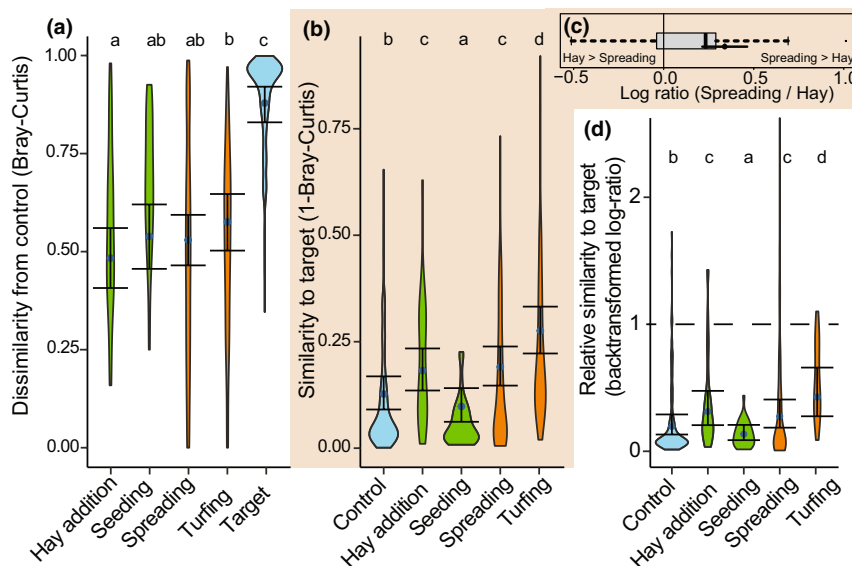 (a)
a ab ab b c
Dissimilarity from control (Bray-Curtis)
1.00
0.75
0.50
0.25
0.00
Hay addition
Seeding
Spreading
Turfing
Target
(b)
b c a c d
Similarity to target (1-Bray-Curtis)
0.75
0.50
0.25
0.00
Control
Hay addition
Seeding
Spreading
Turfing
(c)
Hay > Spreading
Spreading > Hay
−0.5 0.0 0.5 1.0
Log ratio (Spreading / Hay)
(d)
b c a c d
Relative similarity to target
(backtransformed log-ratio)
2
1
0
Control
Hay addition
Seeding
Spreading
Turfing